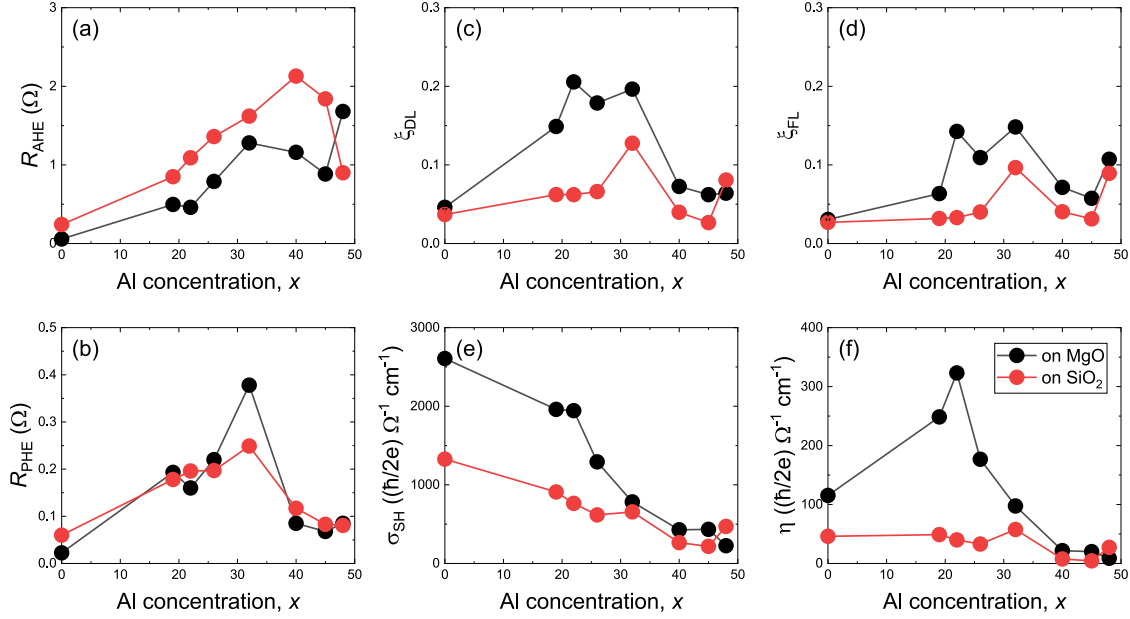 (a)
R_AHE (Ω)
3
2
1
0
0 10 20 30 40 50
Al concentration, x
(c)
ξ_DL
0.3
0.2
0.1
0.0
0 10 20 30 40 50
Al concentration, x
(d)
ξ_FL
0.3
0.2
0.1
0.0
0 10 20 30 40 50
Al concentration, x
(b)
R_PHE (Ω)
0.5
0.4
0.3
0.2
0.1
0.0
0 10 20 30 40 50
Al concentration, x
(e)
σ_SH ((ħ/2e) Ω⁻¹ cm⁻¹)
3000
2000
1000
0
0 10 20 30 40 50
Al concentration, x
(f)
on MgO
on SiO₂
η ((ħ/2e) Ω⁻¹ cm⁻¹)
400
300
200
100
0
0 10 20 30 40 50
Al concentration, x